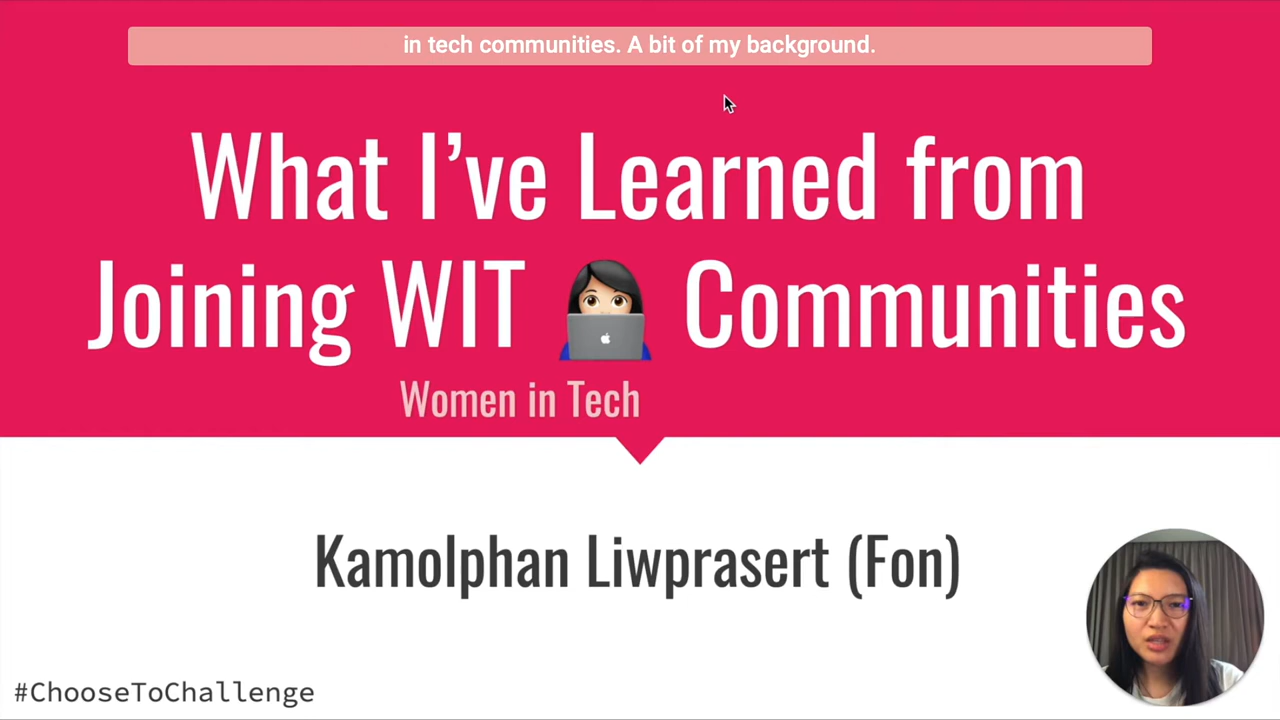 in tech communities. A bit of my background.
What I’ve Learned from
Joining WIT Communities
Women in Tech
Kamolphan Liwprasert (Fon)
#ChooseToChallenge